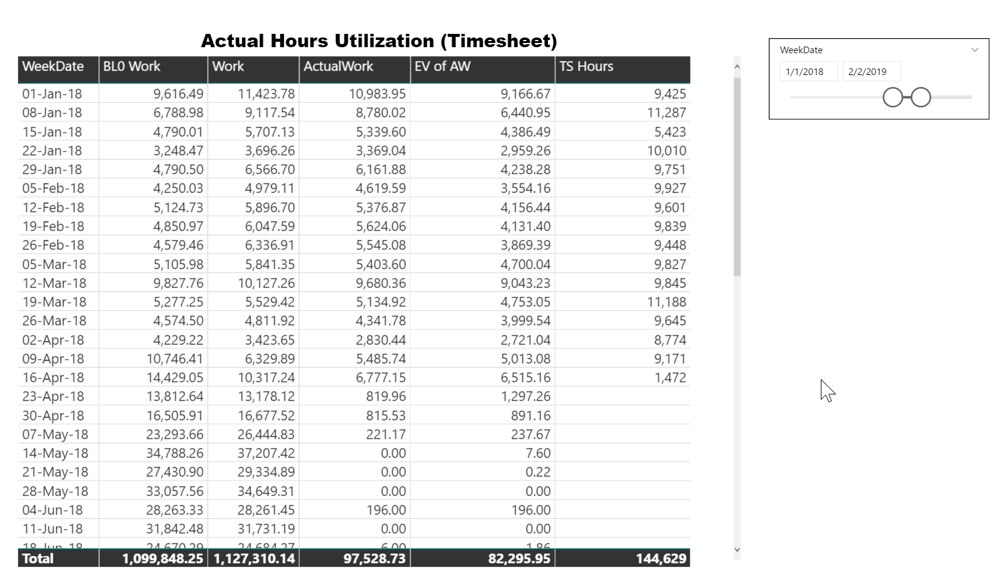 Actual Hours Utilization (Timesheet)
WeekDate BL0 Work Work ActualWork EV of AW TS Hours
01-Jan-18 9,616.49 11,423.78 10,983.95 9,166.67 9,425
08-Jan-18 6,788.98 9,117.54 8,780.02 6,440.95 11,287
15-Jan-18 4,790.01 5,707.13 5,339.60 4,386.49 5,423
22-Jan-18 3,248.47 3,696.26 3,369.04 2,959.26 10,010
29-Jan-18 4,790.50 6,566.70 6,161.88 4,238.28 9,751
05-Feb-18 4,250.03 4,979.11 4,619.59 3,554.16 9,927
12-Feb-18 5,124.73 5,896.70 5,376.87 4,156.44 9,601
19-Feb-18 4,850.97 6,047.59 5,624.06 4,131.40 9,839
26-Feb-18 4,579.46 6,336.91 5,545.08 3,869.39 9,448
05-Mar-18 5,105.98 5,841.35 5,403.60 4,700.04 9,827
12-Mar-18 9,827.76 10,127.26 9,680.36 9,043.23 9,845
19-Mar-18 5,277.25 5,529.42 5,134.92 4,753.05 11,188
26-Mar-18 4,574.50 4,811.92 4,341.78 3,999.54 9,645
02-Apr-18 4,229.22 3,423.65 2,830.44 2,721.04 8,774
09-Apr-18 10,746.41 6,329.89 5,485.74 5,013.08 9,171
16-Apr-18 14,429.05 10,317.24 6,777.15 6,515.16 1,472
23-Apr-18 13,812.64 13,178.12 819.96 1,297.26
30-Apr-18 16,505.91 16,677.52 815.53 891.16
07-May-18 23,293.66 26,444.83 221.17 237.67
14-May-18 34,788.26 37,207.42 0.00 7.60
21-May-18 27,430.90 29,334.89 0.00 0.22
28-May-18 33,057.56 34,649.31 0.00 0.00
04-Jun-18 28,263.33 28,261.45 196.00 196.00
11-Jun-18 31,842.48 31,731.19 0.00 0.00
18-Jun-18 24,670.29 24,684.27 6.00 1.86
Total 1,099,848.25 1,127,310.14 97,528.73 82,295.95 144,629
WeekDate
1/1/2018 2/2/2019